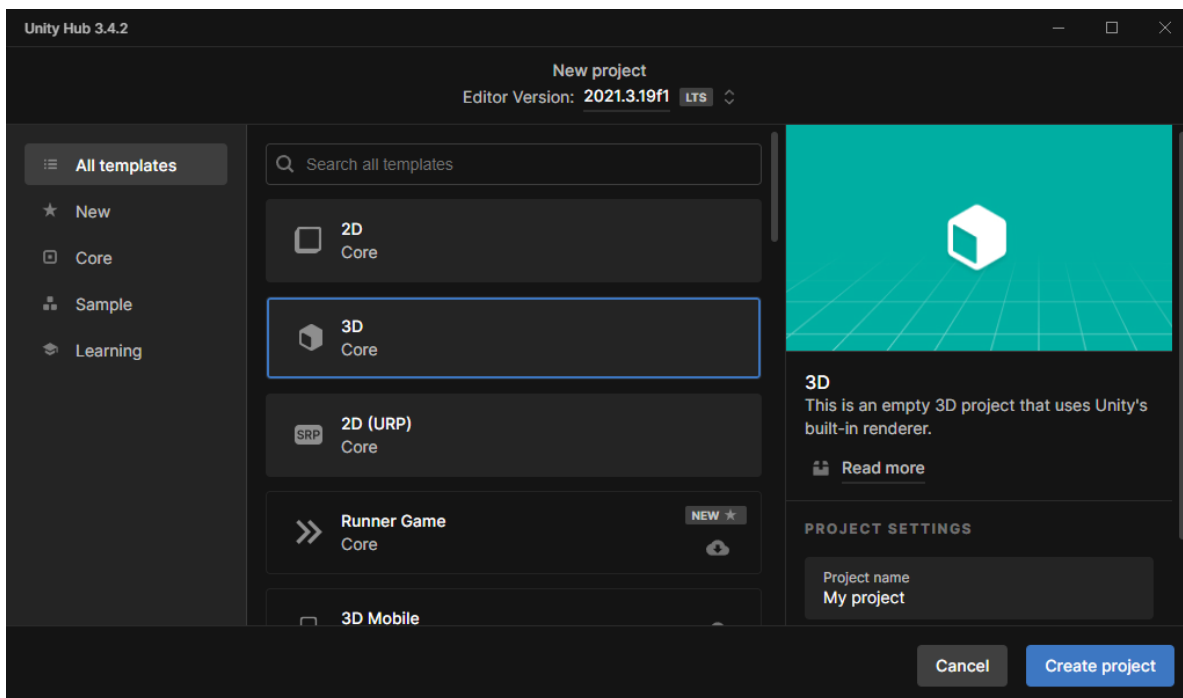 Unity Hub 3.4.2
New project
Editor Version: 2021.3.19f1 LTS
All templates
New
Core
Sample
Learning
Search all templates
2D
Core
3D
Core
SRP
2D (URP)
Core
Runner Game
Core
NEW
3D Mobile
3D
This is an empty 3D project that uses Unity's
built-in renderer.
Read more
PROJECT SETTINGS
Project name
My project
Cancel
Create project